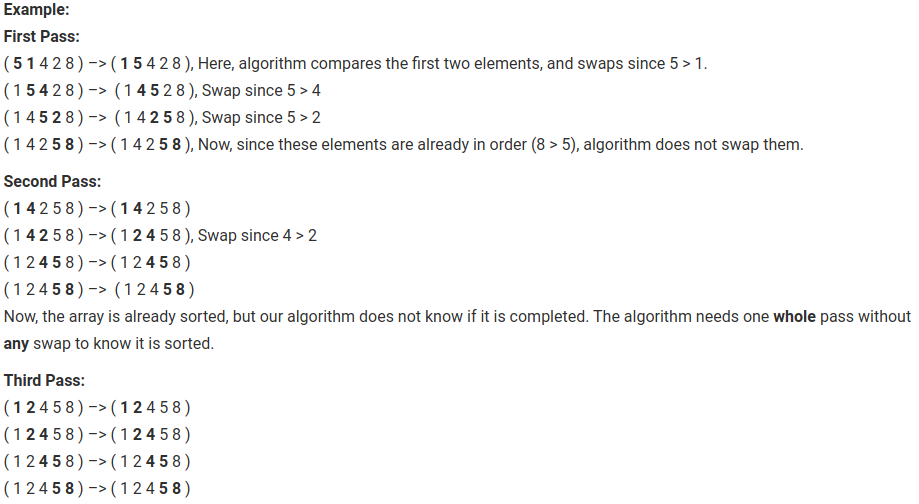 Example:
First Pass:
( 5 1 4 2 8 ) –> ( 1 5 4 2 8 ), Here, algorithm compares the first two elements, and swaps since 5 > 1.
( 1 5 4 2 8 ) –>  ( 1 4 5 2 8 ), Swap since 5 > 4
( 1 4 5 2 8 ) –>  ( 1 4 2 5 8 ), Swap since 5 > 2
( 1 4 2 5 8 ) –> ( 1 4 2 5 8 ), Now, since these elements are already in order (8 > 5), algorithm does not swap them.
Second Pass:
( 1 4 2 5 8 ) –> ( 1 4 2 5 8 )
( 1 4 2 5 8 ) –> ( 1 2 4 5 8 ), Swap since 4 > 2
( 1 2 4 5 8 ) –> ( 1 2 4 5 8 )
( 1 2 4 5 8 ) –>  ( 1 2 4 5 8 )
Now, the array is already sorted, but our algorithm does not know if it is completed. The algorithm needs one whole pass without
any swap to know it is sorted.
Third Pass:
( 1 2 4 5 8 ) –> ( 1 2 4 5 8 )
( 1 2 4 5 8 ) –> ( 1 2 4 5 8 )
( 1 2 4 5 8 ) –> ( 1 2 4 5 8 )
( 1 2 4 5 8 ) –> ( 1 2 4 5 8 )